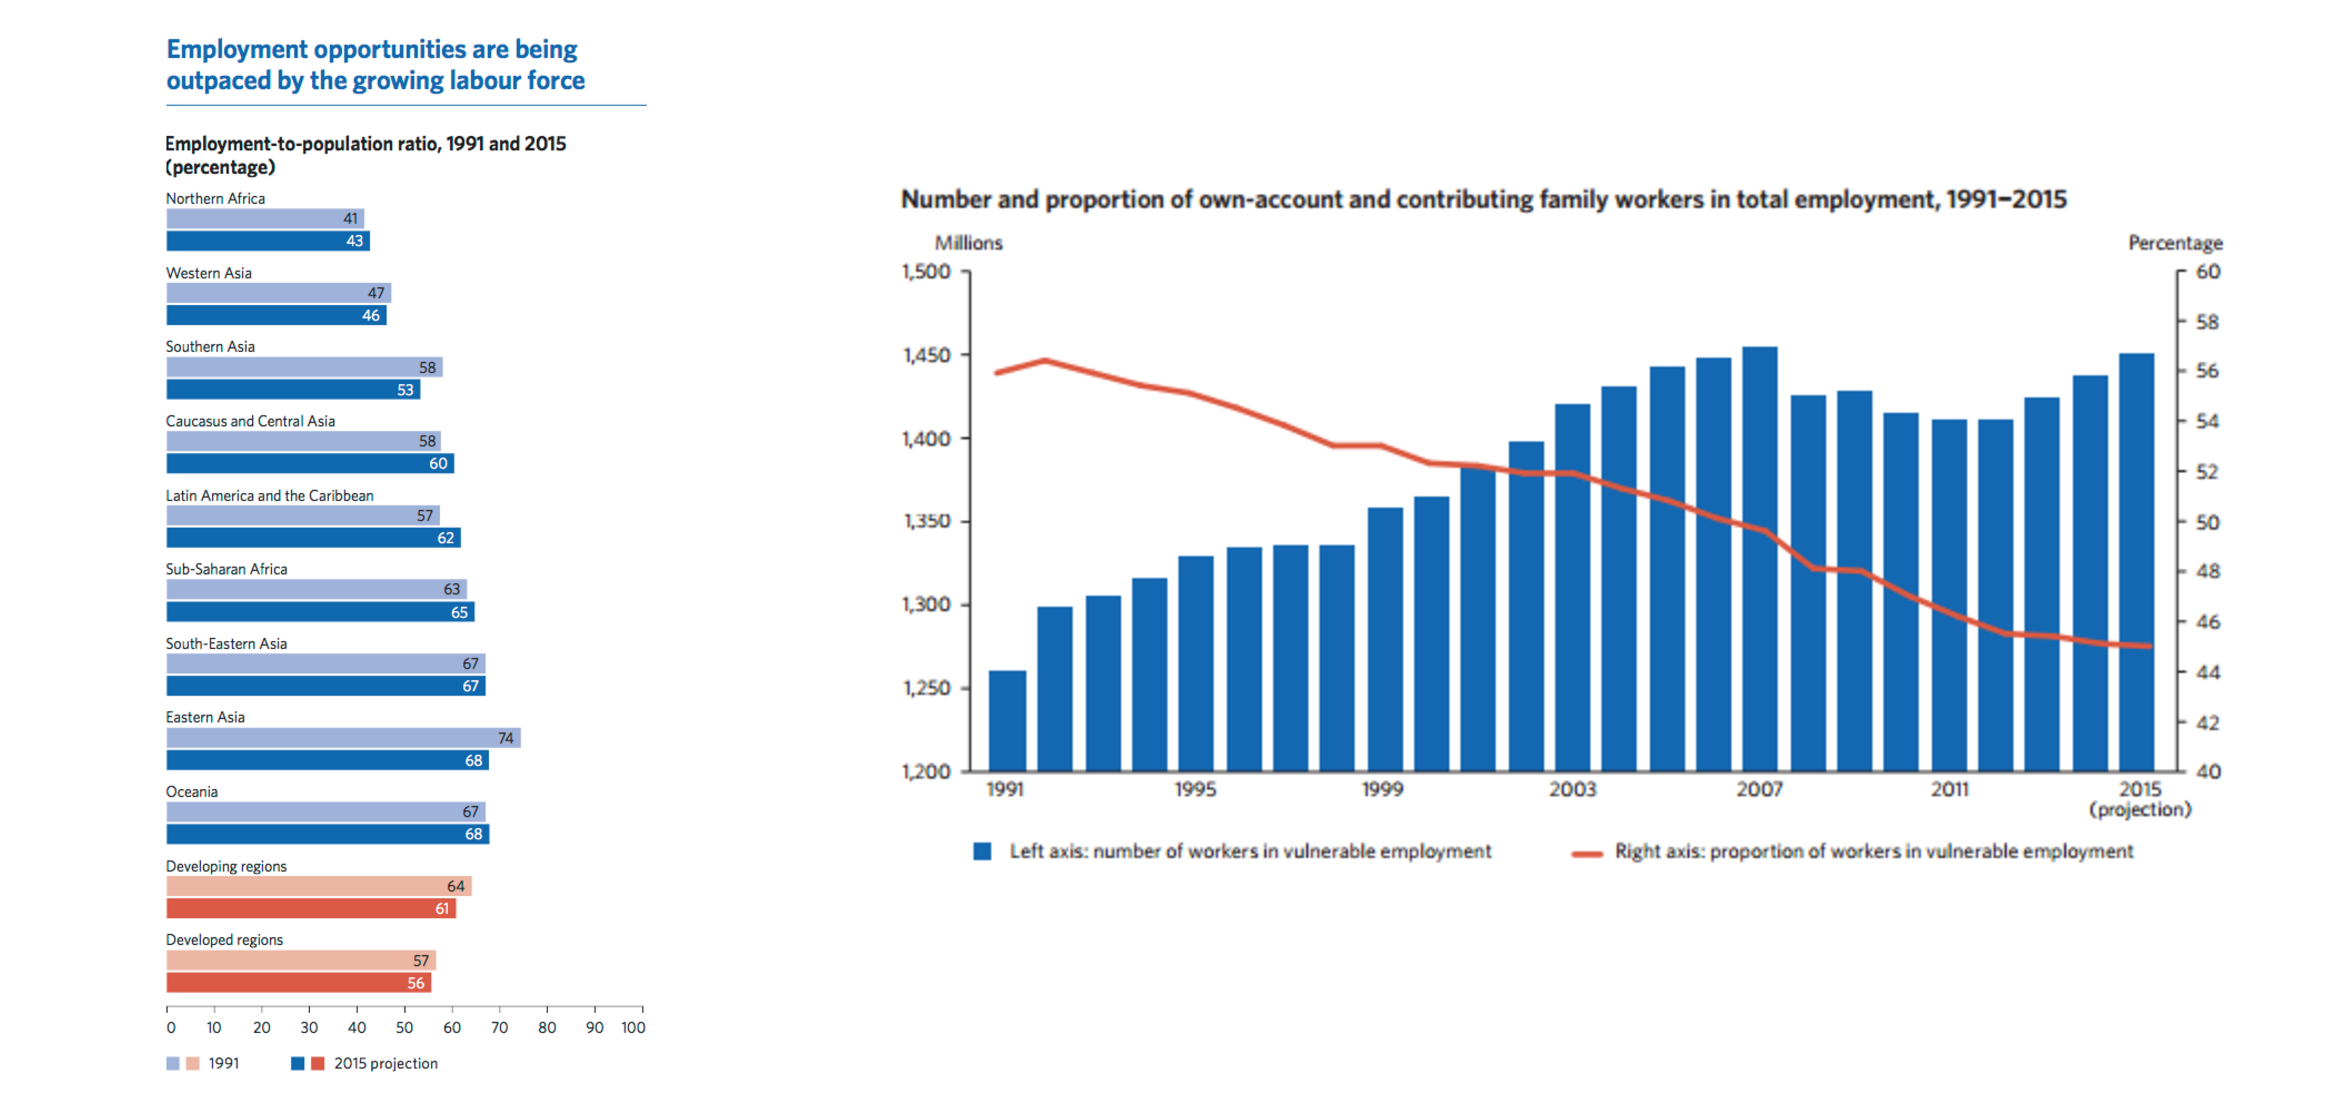 Employment opportunities are being
outpaced by the growing labour force
Employment-to-population ratio, 1991 and 2015
(percentage)
Northern Africa
41
43
Western Asia
47
46
Southern Asia
58
53
Caucasus and Central Asia
58
60
Latin America and the Caribbean
57
62
Sub-Saharan Africa
63
65
South-Eastern Asia
67
67
Eastern Asia
74
68
Oceania
67
68
Developing regions
64
61
Developed regions
57
56
0 10 20 30 40 50 60 70 80 90 100
1991 2015 projection
Number and proportion of own-account and contributing family workers in total employment, 1991–2015
Millions Percentage
1,500
1,450
1,400
1,350
1,300
1,250
1,200
60
58
56
54
52
50
48
46
44
42
40
1991 1995 1999 2003 2007 2011 2015
(projection)
Left axis: number of workers in vulnerable employment Right axis: proportion of workers in vulnerable employment